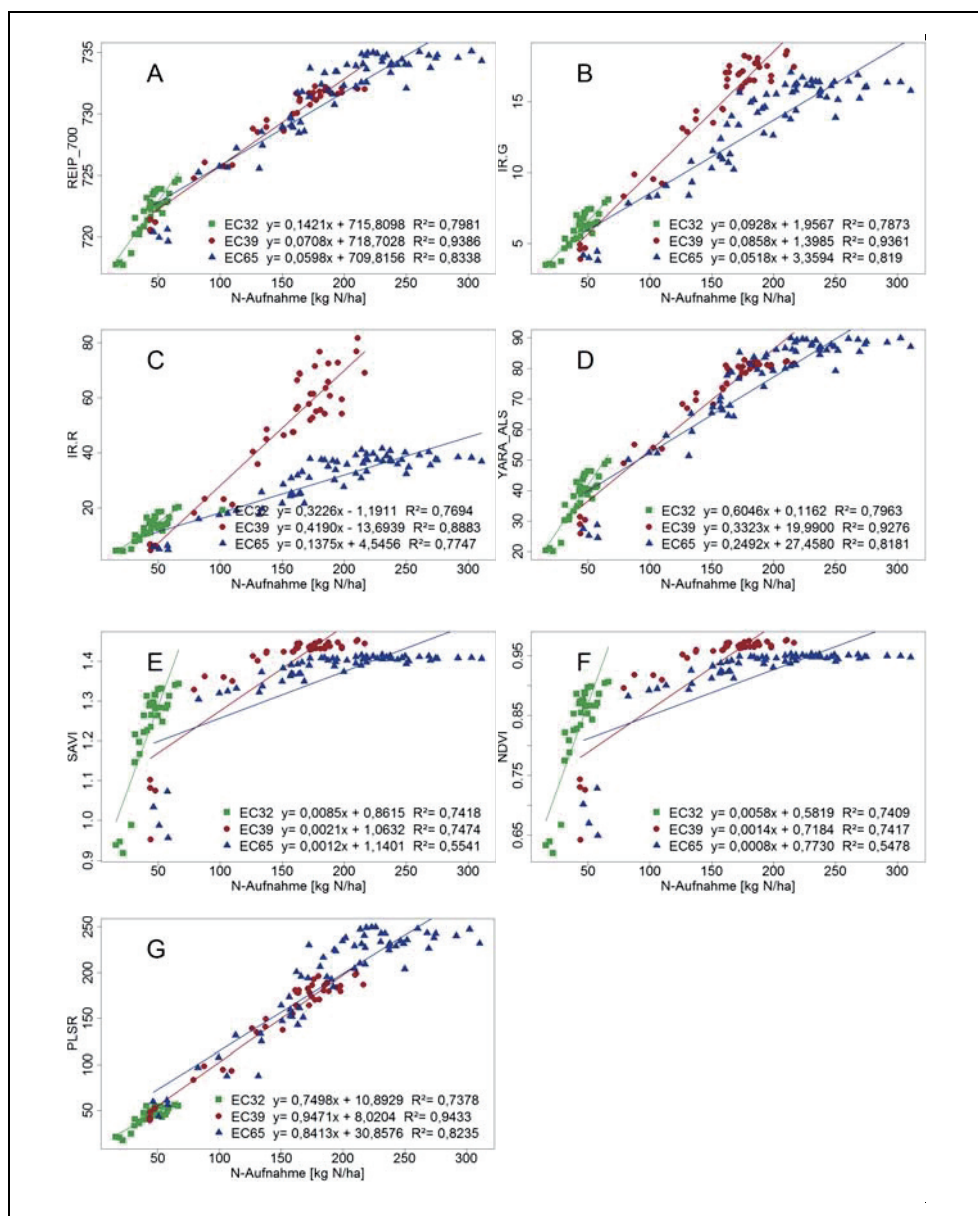 A
REIP_700
735
730
725
720
EC32 y= 0,1421x + 715,8098 R²= 0,7981
EC39 y= 0,0708x + 718,7028 R²= 0,9386
EC65 y= 0,0598x + 709,8156 R²= 0,8338
50 100 150 200 250 300
N-Aufnahme [kg N/ha]
B
IR.G
15
10
5
EC32 y= 0,0928x + 1,9567 R²= 0,7873
EC39 y= 0,0858x + 1,3985 R²= 0,9361
EC65 y= 0,0518x + 3,3594 R²= 0,819
50 100 150 200 250 300
N-Aufnahme [kg N/ha]
C
IR.R
80
60
40
20
EC32 y= 0,3226x - 1,1911 R²= 0,7694
EC39 y= 0,4190x - 13,6939 R²= 0,8883
EC65 y= 0,1375x + 4,5456 R²= 0,7747
50 100 150 200 250 300
N-Aufnahme [kg N/ha]
D
YARA_ALS
90
80
70
60
50
40
30
20
EC32 y= 0,6046x + 0,1162 R²= 0,7963
EC39 y= 0,3323x + 19,9900 R²= 0,9276
EC65 y= 0,2492x + 27,4580 R²= 0,8181
50 100 150 200 250 300
N-Aufnahme [kg N/ha]
E
SAVI
1.4
1.3
1.2
1.1
1.0
0.9
EC32 y= 0,0085x + 0,8615 R²= 0,7418
EC39 y= 0,0021x + 1,0632 R²= 0,7474
EC65 y= 0,0012x + 1,1401 R²= 0,5541
50 100 150 200 250 300
N-Aufnahme [kg N/ha]
F
NDVI
0.95
0.85
0.75
0.65
EC32 y= 0,0058x + 0,5819 R²= 0,7409
EC39 y= 0,0014x + 0,7184 R²= 0,7417
EC65 y= 0,0008x + 0,7730 R²= 0,5478
50 100 150 200 250 300
N-Aufnahme [kg N/ha]
G
PLSR
250
200
150
100
50
EC32 y= 0,7498x + 10,8929 R²= 0,7378
EC39 y= 0,9471x + 8,0204 R²= 0,9433
EC65 y= 0,8413x + 30,8576 R²= 0,8235
50 100 150 200 250 300
N-Aufnahme [kg N/ha]